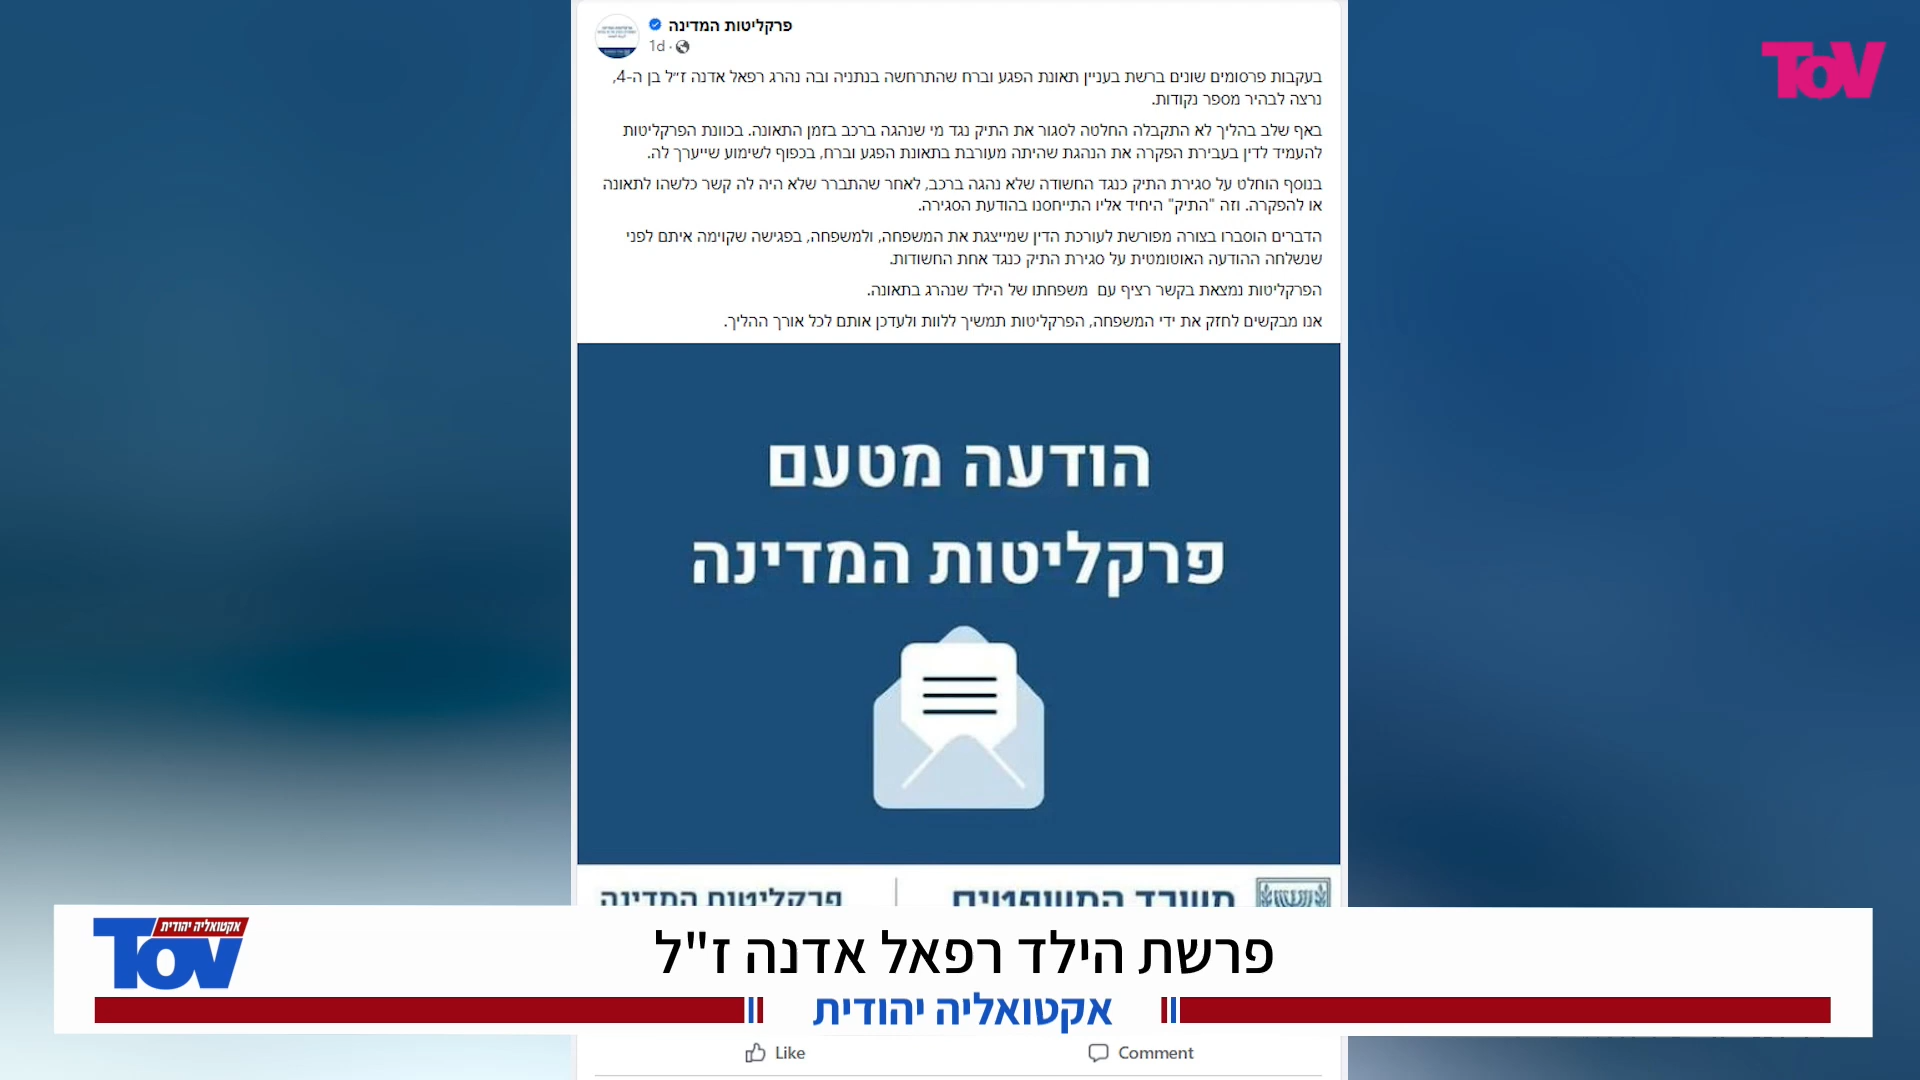 פרקליטות המדינה
1d
ToV
בעקבות פרסומים שונים ברשת בעניין תאונת הפגע וברח שהתרחשה בנתניה ובה נהרג רפאל אדנה ז״ל בן ה-4,
נרצה לבהיר מספר נקודות.
באף שלב בהליך לא התקבלה החלטה לסגור את התיק נגד מי שנהגה ברכב בזמן התאונה. בכוונת הפרקליטות
להעמיד לדין בעבירת הפקרה את הנהגת שהיתה מעורבת בתאונת הפגע וברח, בכפוף לשימוע שייערך לה.
בנוסף הוחלט על סגירת התיק כנגד החשודה שלא נהגה ברכב, לאחר שהתברר שלא היה לה קשר כלשהו לתאונה
או להפקרה. וזה "התיק" היחיד אליו התייחסנו בהודעת הסגירה.
הדברים הוסברו בצורה מפורשת לעורכת הדין שמייצגת את המשפחה, ולמשפחה, בפגישה שקוימה איתם לפני
שנשלחה ההודעה האוטומטית על סגירת התיק כנגד אחת החשודות.
הפרקליטות נמצאת בקשר רציף עם משפחתו של הילד שנהרג בתאונה.
אנו מבקשים לחזק את ידי המשפחה, הפרקליטות תמשיך ללוות ולעדכן אותם לכל אורך ההליך.
הודעה מטעם
פרקליטות המדינה
משרד המשפטים
פרקליטות המדינה
אקטואליה יהודית
Tov
פרשת הילד רפאל אדנה ז"ל
אקטואליה יהודית
Like
Comment